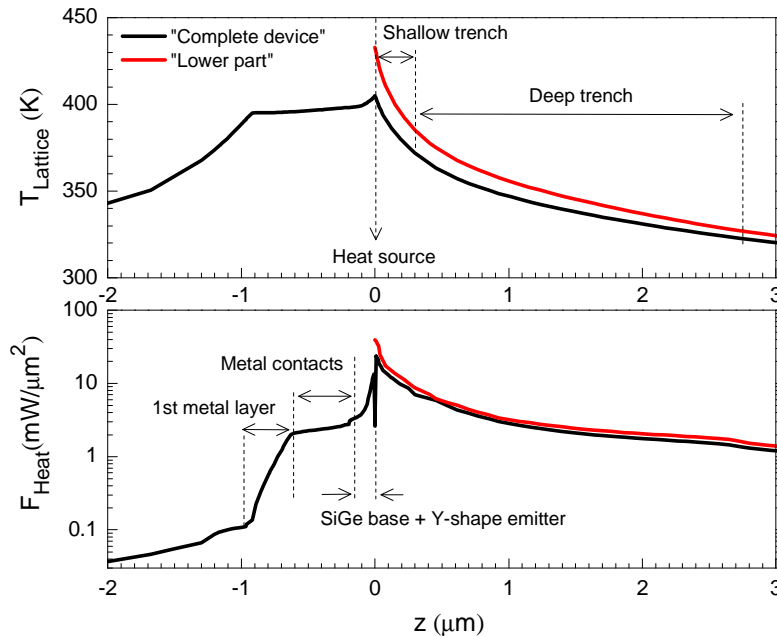 450
"Complete device"
"Lower part"
Shallow trench
400
Deep trench
T_Lattice (K)
350
Heat source
300
-2 -1 0 1 2 3
100
Metal contacts
10
1st metal layer
F_Heat(mW/μm²)
1
SiGe base + Y-shape emitter
0.1
-2 -1 0 1 2 3
z (μm)